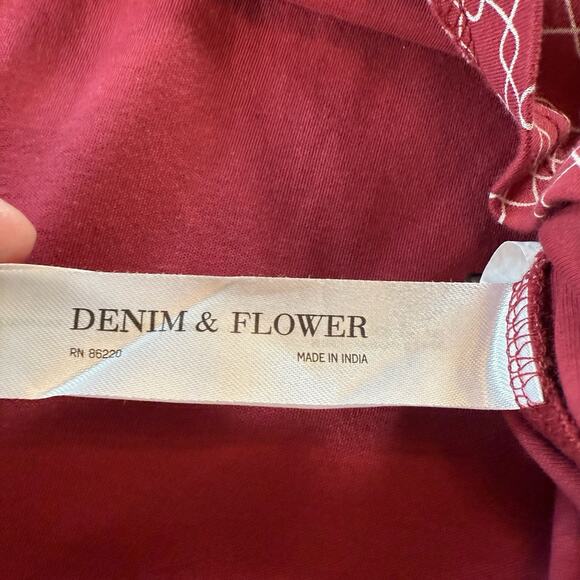 DENIM & FLOWER
RN 86220 MADE IN INDIA